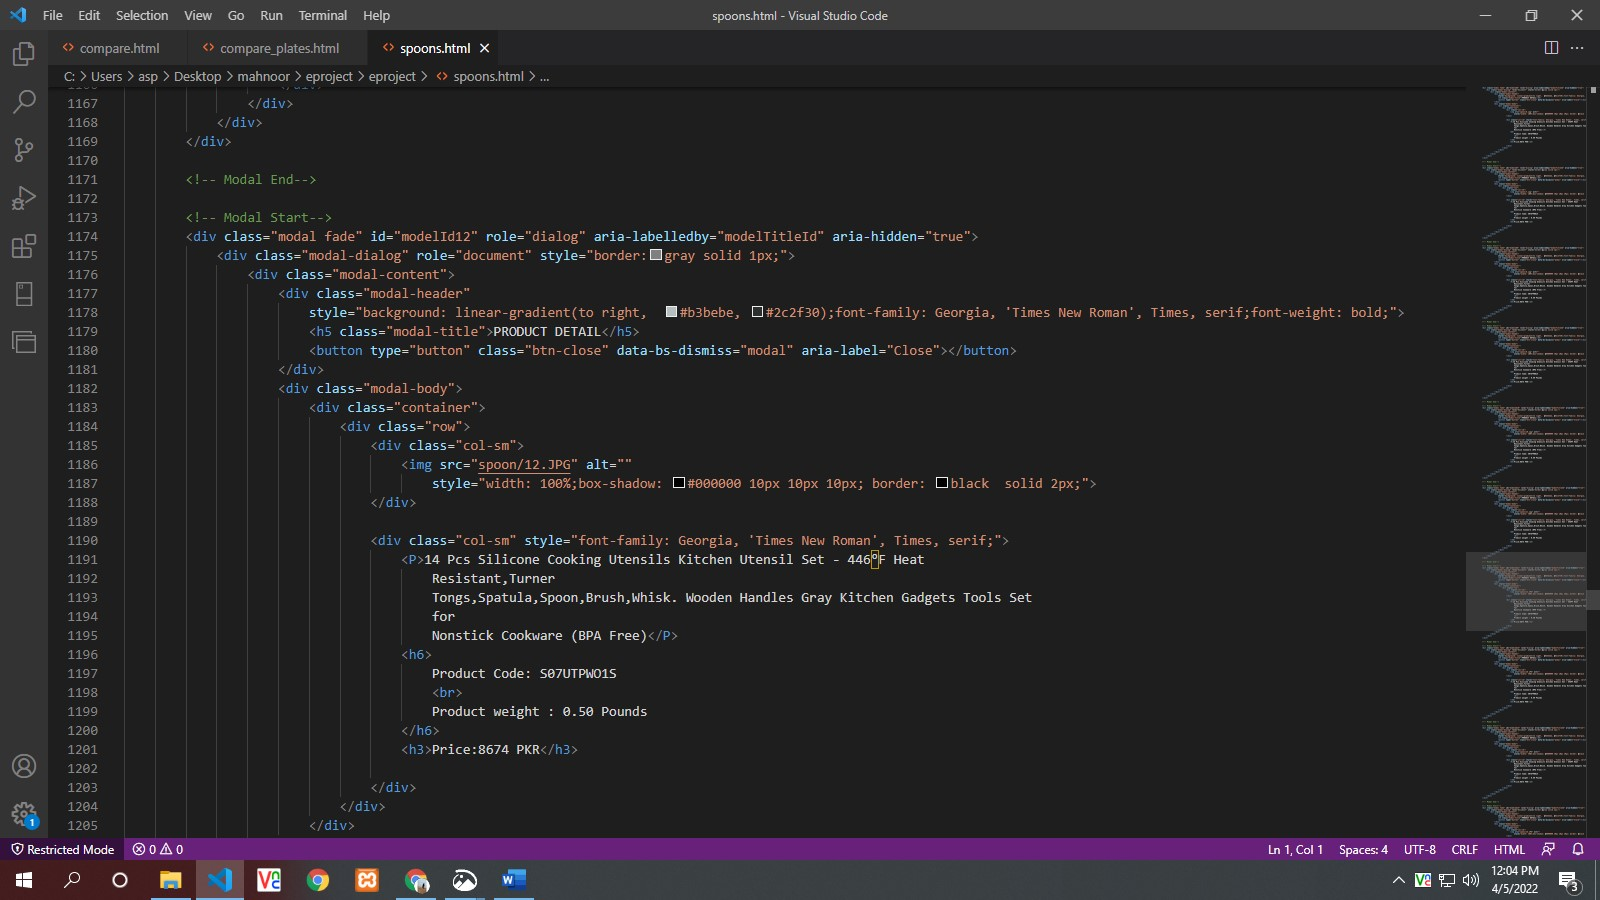 File Edit Selection View Go Run Terminal Help
spoons.html - Visual Studio Code
compare.html compare_plates.html spoons.html
C: > Users > asp > Desktop > mahnoor > eproject > eproject > spoons.html > ...
1166 </div>
1167 </div>
1168 </div>
1169 </div>
1170
1171 <!-- Modal End-->
1172
1173 <!-- Modal Start-->
1174 <div class="modal fade" id="modelId12" role="dialog" aria-labelledby="modelTitleId" aria-hidden="true">
1175 <div class="modal-dialog" role="document" style="border:gray solid 1px;">
1176 <div class="modal-content">
1177 <div class="modal-header"
1178 style="background: linear-gradient(to right, #b3bebe, #2c2f30);font-family: Georgia, 'Times New Roman', Times, serif;font-weight: bold;">
1179 <h5 class="modal-title">PRODUCT DETAIL</h5>
1180 <button type="button" class="btn-close" data-bs-dismiss="modal" aria-label="Close"></button>
1181 </div>
1182 <div class="modal-body">
1183 <div class="container">
1184 <div class="row">
1185 <div class="col-sm">
1186 <img src="spoon/12.JPG" alt=""
1187 style="width: 100%;box-shadow: #000000 10px 10px 10px; border: black  solid 2px;">
1188 </div>
1189
1190 <div class="col-sm" style="font-family: Georgia, 'Times New Roman', Times, serif;">
1191 <P>14 Pcs Silicone Cooking Utensils Kitchen Utensil Set - 446ºF Heat
1192 Resistant,Turner
1193 Tongs,Spatula,Spoon,Brush,Whisk. Wooden Handles Gray Kitchen Gadgets Tools Set
1194 for
1195 Nonstick Cookware (BPA Free)</P>
1196 <h6>
1197 Product Code: S07UTPWO1S
1198 <br>
1199 Product weight : 0.50 Pounds
1200 </h6>
1201 <h3>Price:8674 PKR</h3>
1202
1203 </div>
1204 </div>
1205 </div>
1
Restricted Mode 0 0 Ln 1, Col 1 Spaces: 4 UTF-8 CRLF HTML
12:04 PM
4/5/2022
3